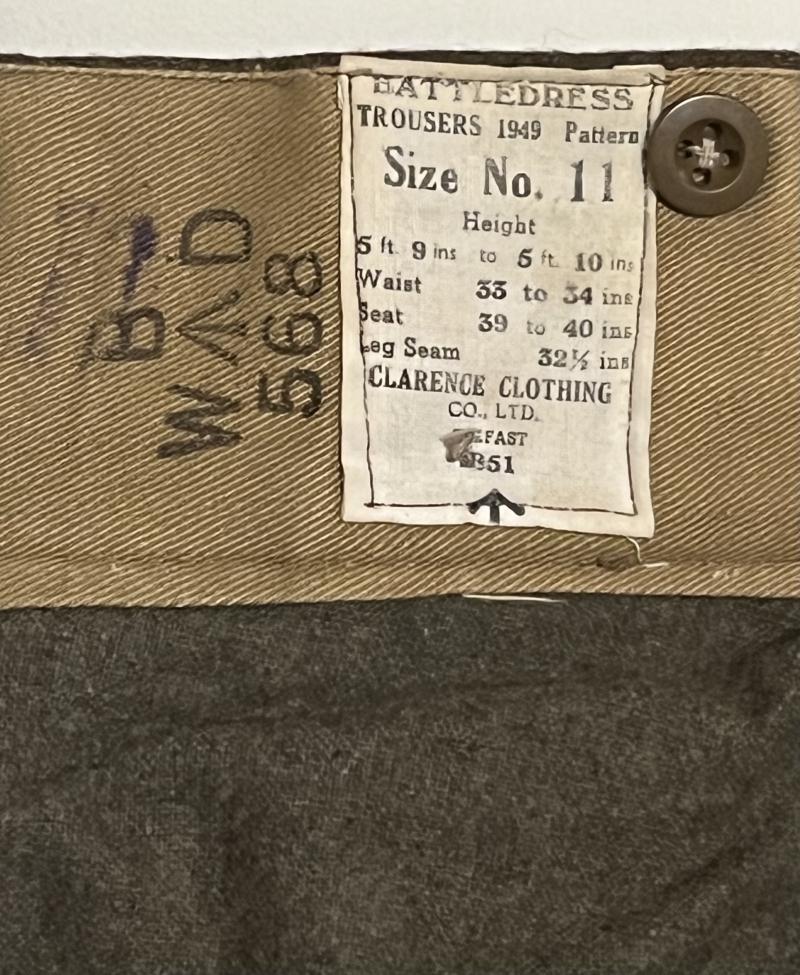 BATTLEDRESS
TROUSERS 1949 Pattern
Size No. 11
Height
5 ft. 9 ins to 5 ft. 10 ins
Waist 33 to 34 ins
Seat 39 to 40 ins
Leg Seam 32½ ins
CLARENCE CLOTHING
CO., LTD.
B51
B
W Λ D
568